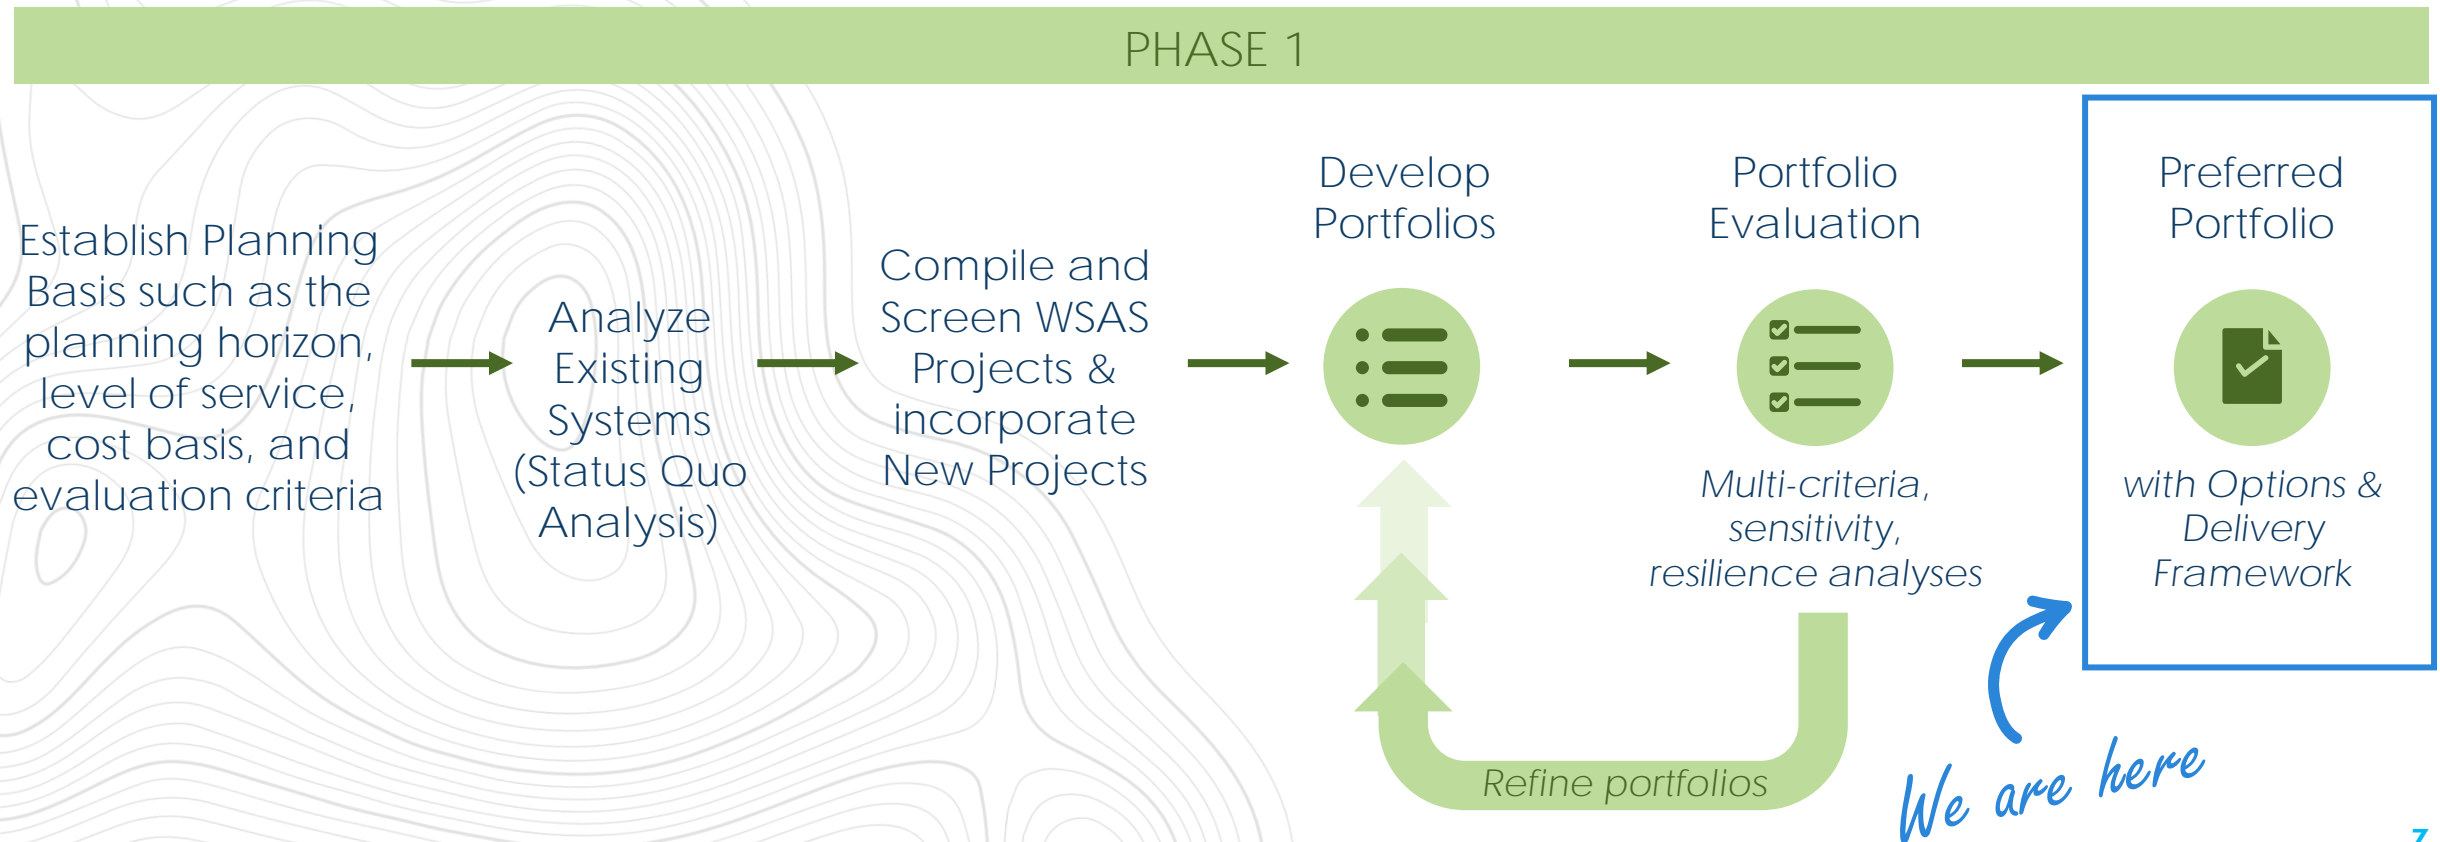 PHASE 1
Establish Planning
Basis such as the
planning horizon,
level of service,
cost basis, and
evaluation criteria
Analyze
Existing
Systems
(Status Quo
Analysis)
Compile and
Screen WSAS
Projects &
incorporate
New Projects
Develop
Portfolios
Portfolio
Evaluation
Multi-criteria,
sensitivity,
resilience analyses
Refine portfolios
Preferred
Portfolio
with Options &
Delivery
Framework
We are here